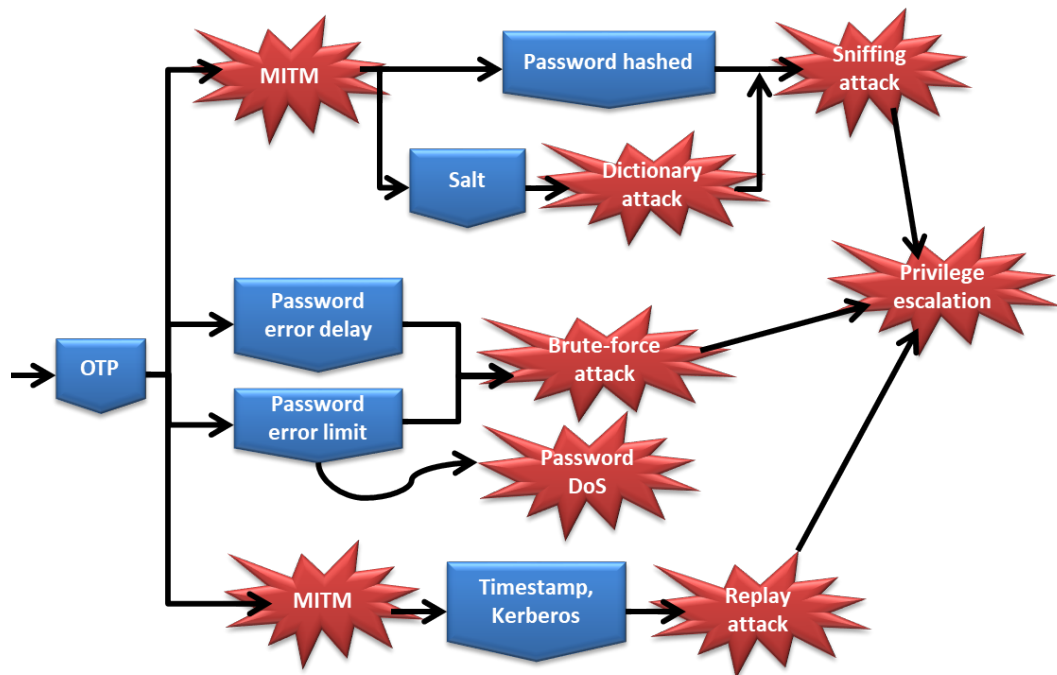 MITM
Password hashed
Sniffing
attack
Salt
Dictionary
attack
Privilege
escalation
Password
error delay
Brute-force
attack
OTP
Password
error limit
Password
DoS
MITM
Timestamp,
Kerberos
Replay
attack